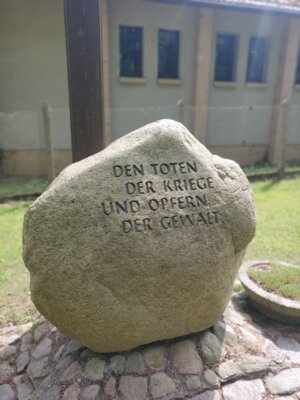 DEN TOTEN
DER KRIEGE
UND OPFERN
DER GEWALT